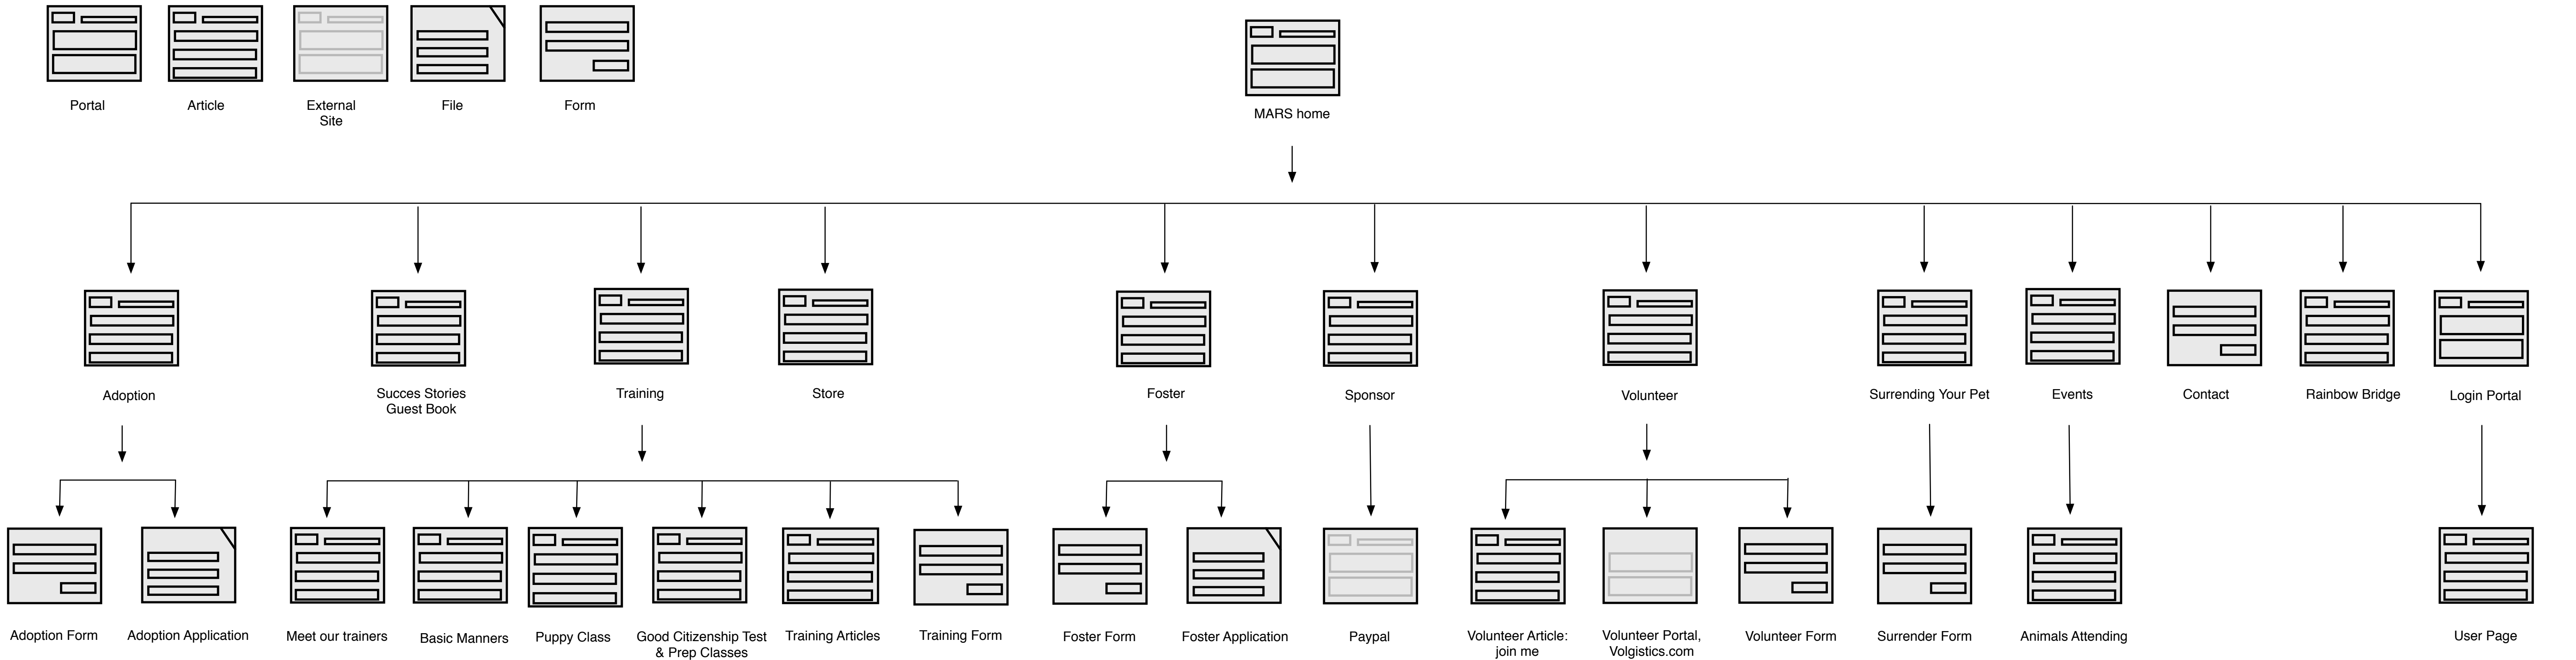 Portal
Article
External
Site
File
Form
MARS home
Adoption
Succes Stories
Guest Book
Training
Store
Foster
Sponsor
Volunteer
Surrending Your Pet
Events
Contact
Rainbow Bridge
Login Portal
Adoption Form
Adoption Application
Meet our trainers
Basic Manners
Puppy Class
Good Citizenship Test
& Prep Classes
Training Articles
Training Form
Foster Form
Foster Application
Paypal
Volunteer Article:
join me
Volunteer Portal,
Volgistics.com
Volunteer Form
Surrender Form
Animals Attending
User Page